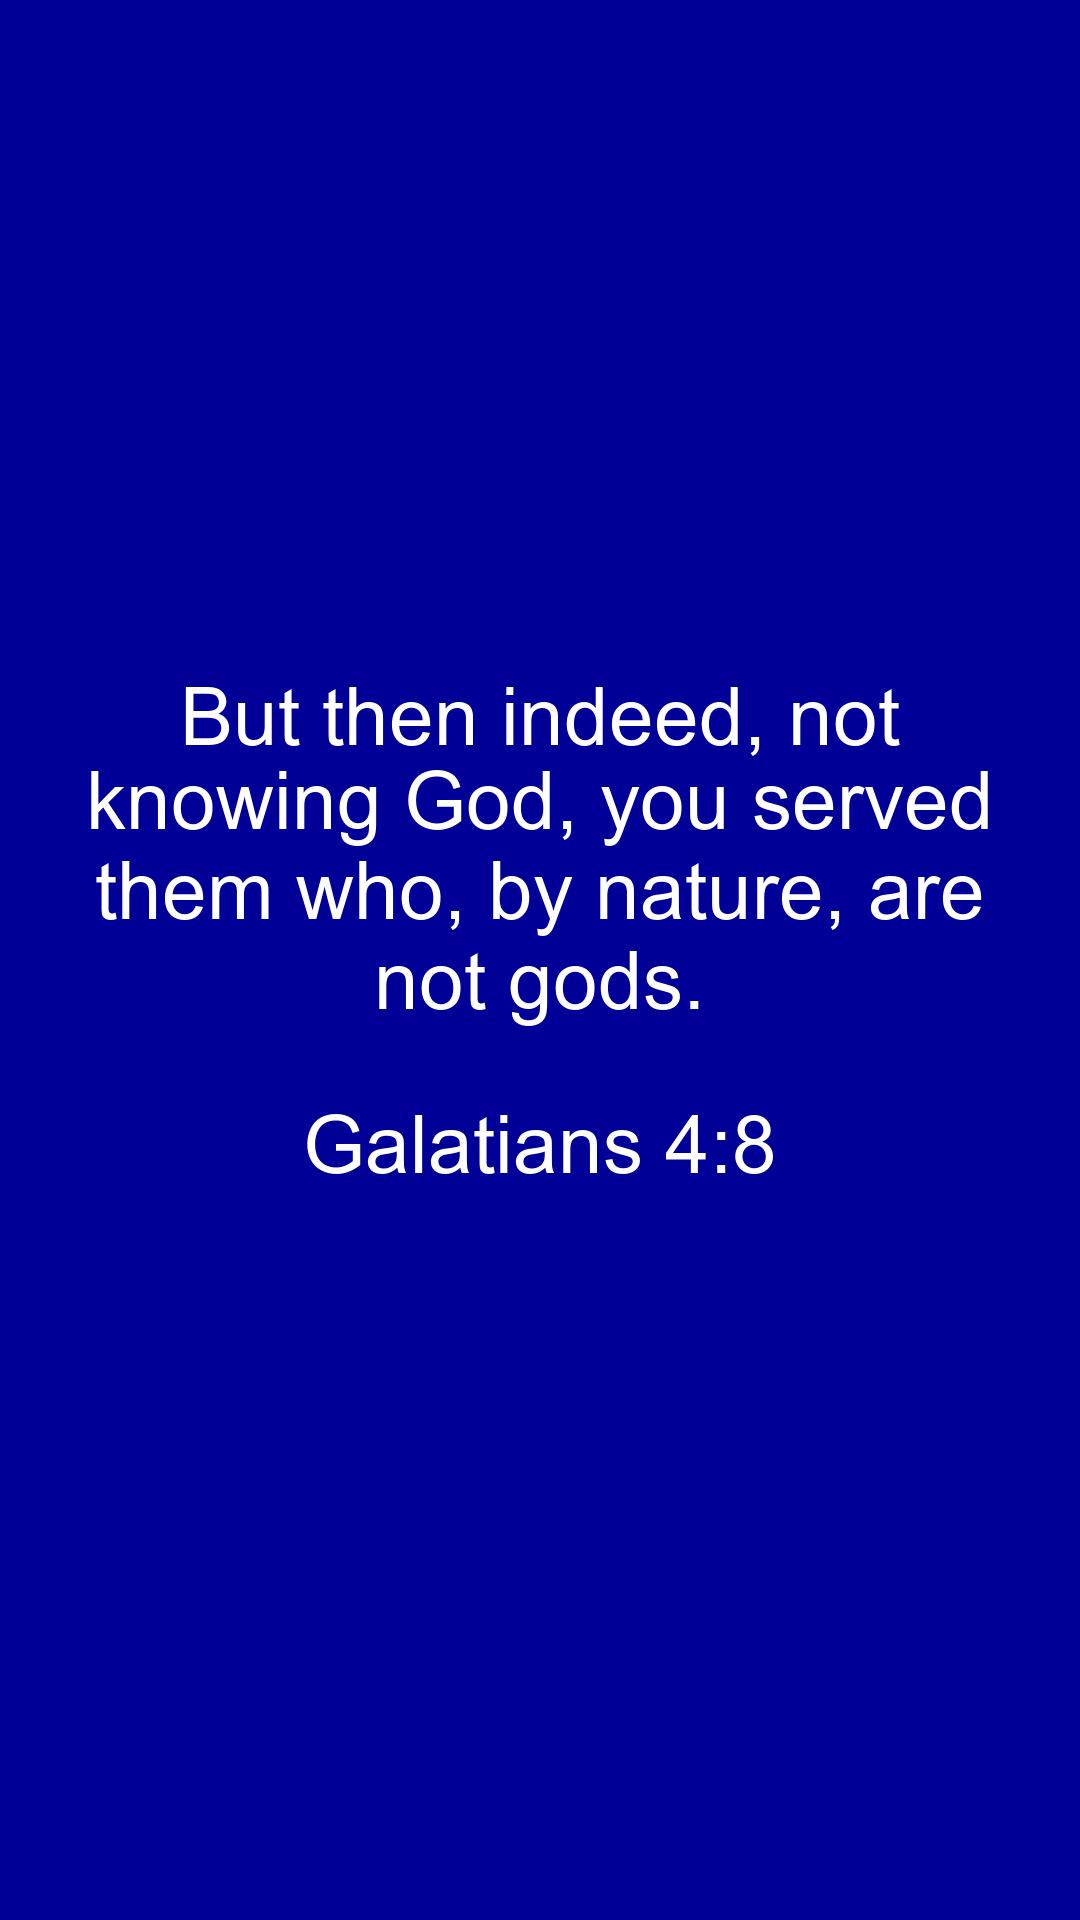 But then indeed, not
knowing God, you served
them who, by nature, are
not gods.
Galatians 4:8